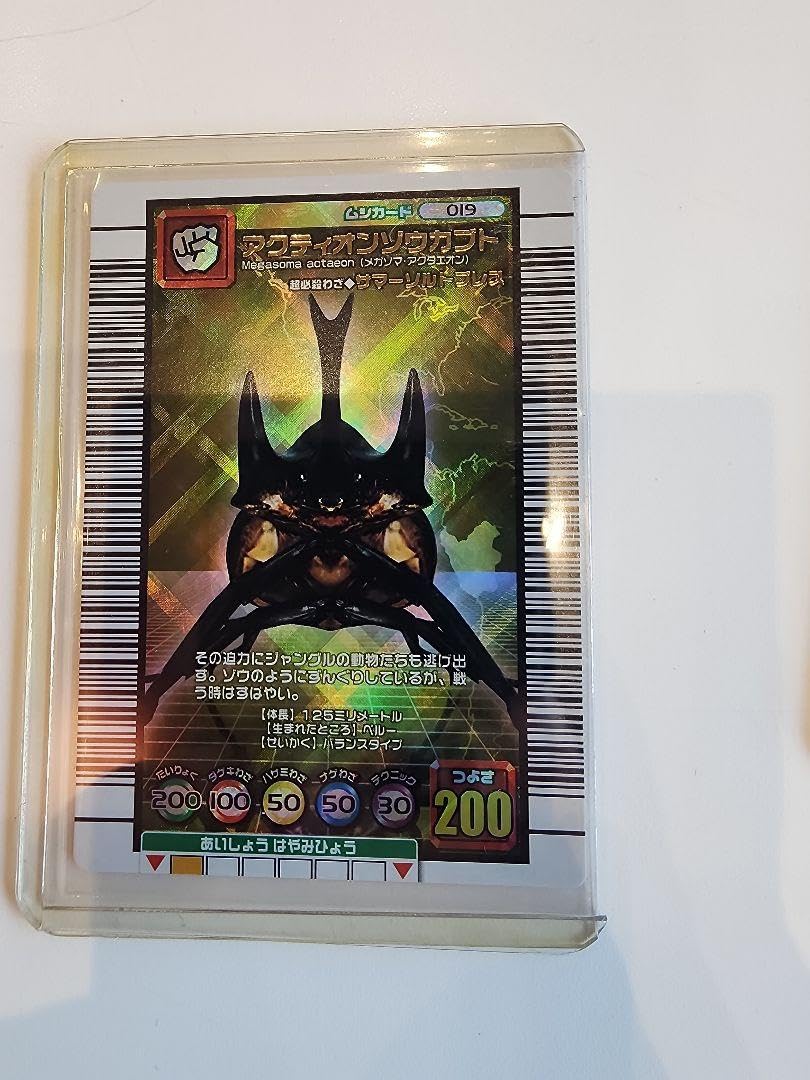 ムシカード 019
アクティオンゾウカブト
Megasoma actaeon (メガソマ・アクタエオン)
超必殺わざ◆サマーソルトプレス
その迫力にジャングルの動物たちも逃げ出
す。ゾウのようにずんぐりしているが、戦
う時はすばやい。
【体長】125ミリメートル
【生まれたところ】ペルー
【せいかく】バランスタイプ
たいりょく ダゲキわざ ハサミわざ ナゲわざ テクニック つよさ
200 100 50 50 30 200
あいしょう はやみひょう